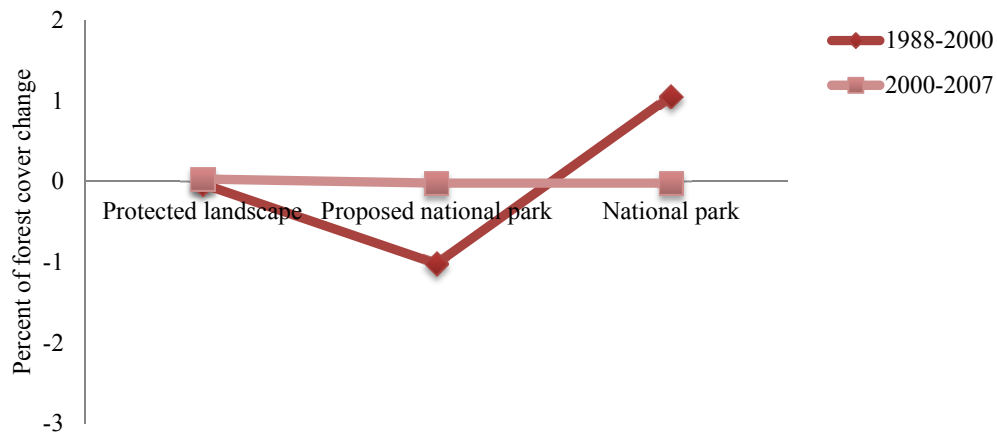 2
1
0
-1
-2
-3
Percent of forest cover change
Protected landscape
Proposed national park
National park
1988-2000
2000-2007